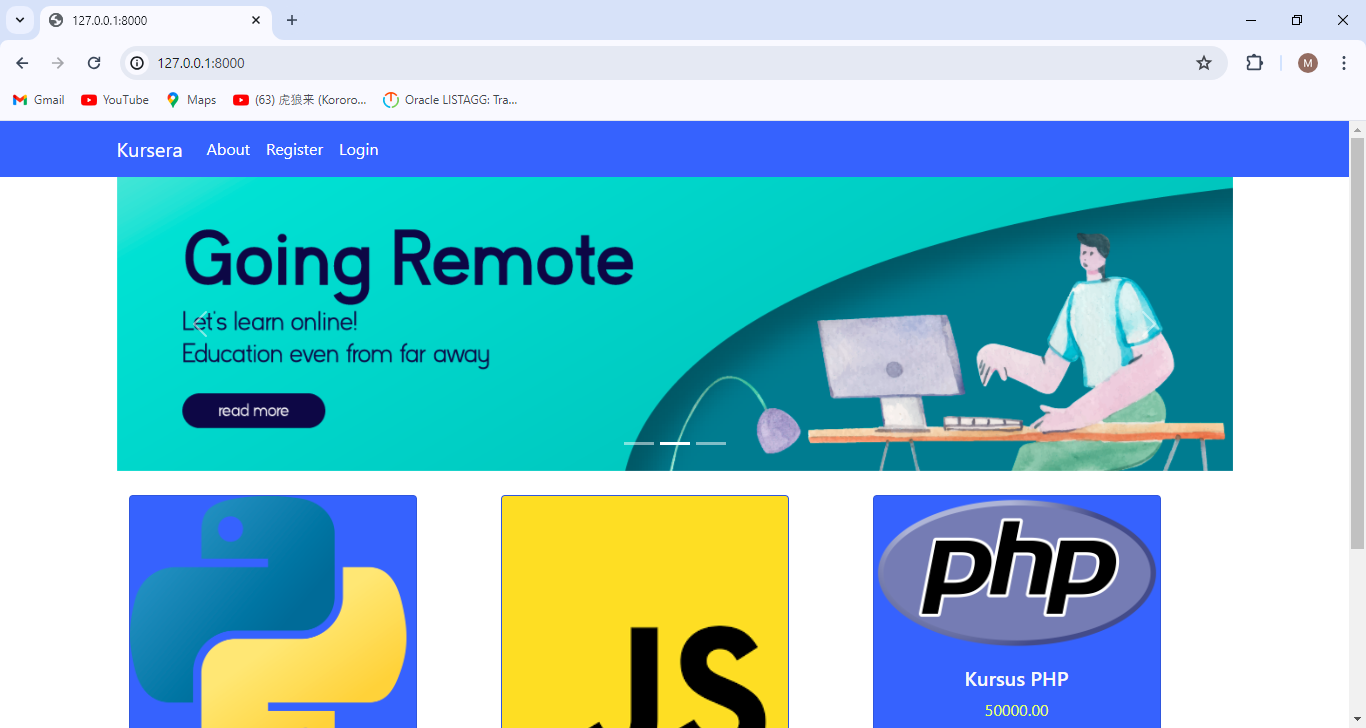 127.0.0.1:8000
127.0.0.1:8000
M
Gmail
YouTube
Maps
(63) 虎狼来 (Kororo...
Oracle LISTAGG: Tra...
Kursera
About
Register
Login
Going Remote
Let's learn online!
Education even from far away
read more
JS
php
Kursus PHP
50000.00